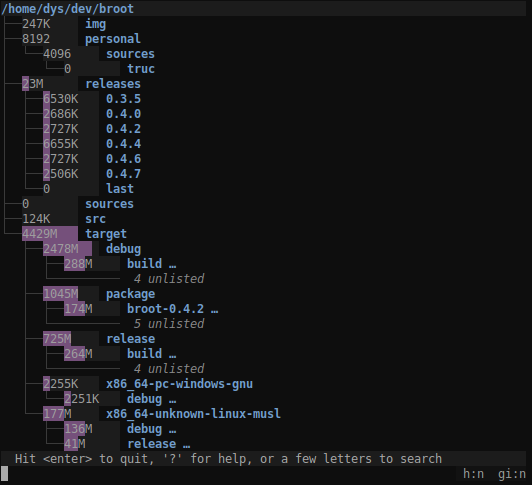 /home/dys/dev/broot
247K img
8192 personal
4096 sources
0 truc
23M releases
6530K 0.3.5
2686K 0.4.0
2727K 0.4.2
6655K 0.4.4
2727K 0.4.6
2506K 0.4.7
0 last
0 sources
124K src
4429M target
2478M debug
288M build …
4 unlisted
1045M package
174M broot-0.4.2 …
5 unlisted
725M release
264M build …
4 unlisted
2255K x86_64-pc-windows-gnu
2251K debug …
177M x86_64-unknown-linux-musl
136M debug …
41M release …
Hit <enter> to quit, '?' for help, or a few letters to search
h:n gi:n